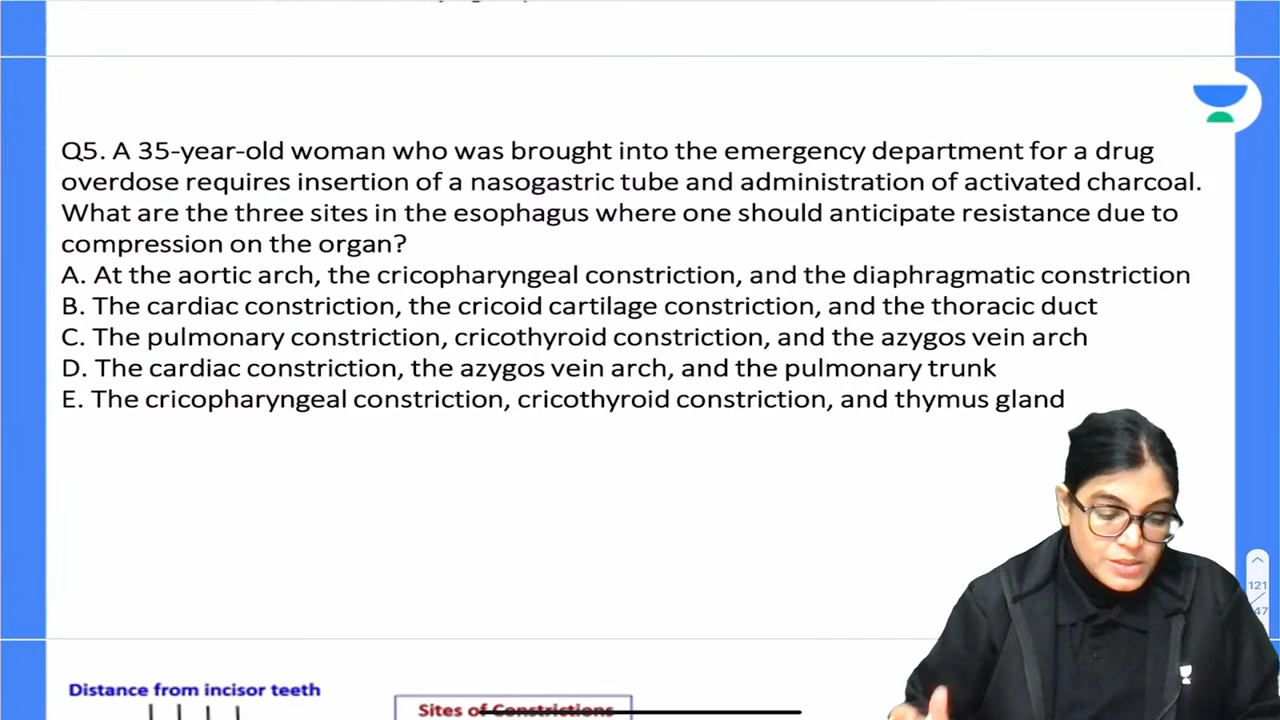 Q5. A 35-year-old woman who was brought into the emergency department for a drug
overdose requires insertion of a nasogastric tube and administration of activated charcoal.
What are the three sites in the esophagus where one should anticipate resistance due to
compression on the organ?
A. At the aortic arch, the cricopharyngeal constriction, and the diaphragmatic constriction
B. The cardiac constriction, the cricoid cartilage constriction, and the thoracic duct
C. The pulmonary constriction, cricothyroid constriction, and the azygos vein arch
D. The cardiac constriction, the azygos vein arch, and the pulmonary trunk
E. The cricopharyngeal constriction, cricothyroid constriction, and thymus gland
121
47
Distance from incisor teeth
Sites of Constrictions